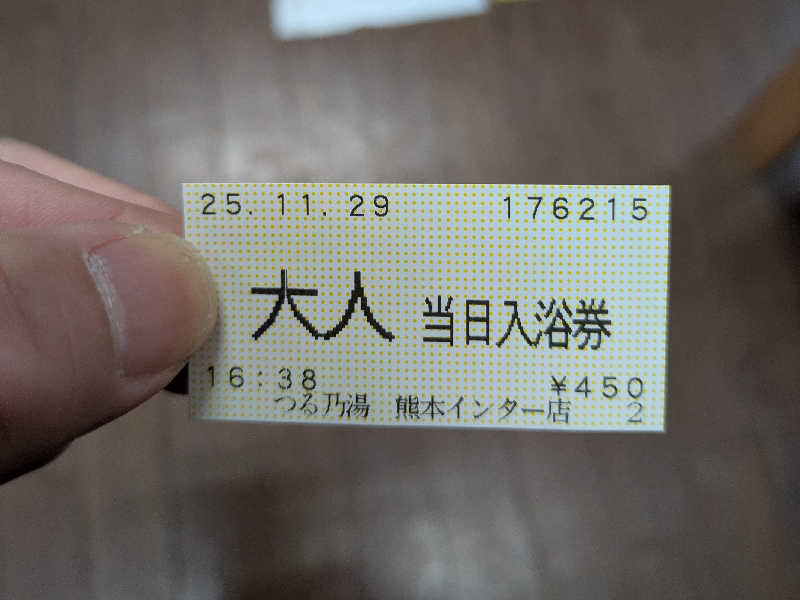 25.11.29 176215
大人 当日入浴券
16:38 ¥450
つる乃湯 熊本インター店 2